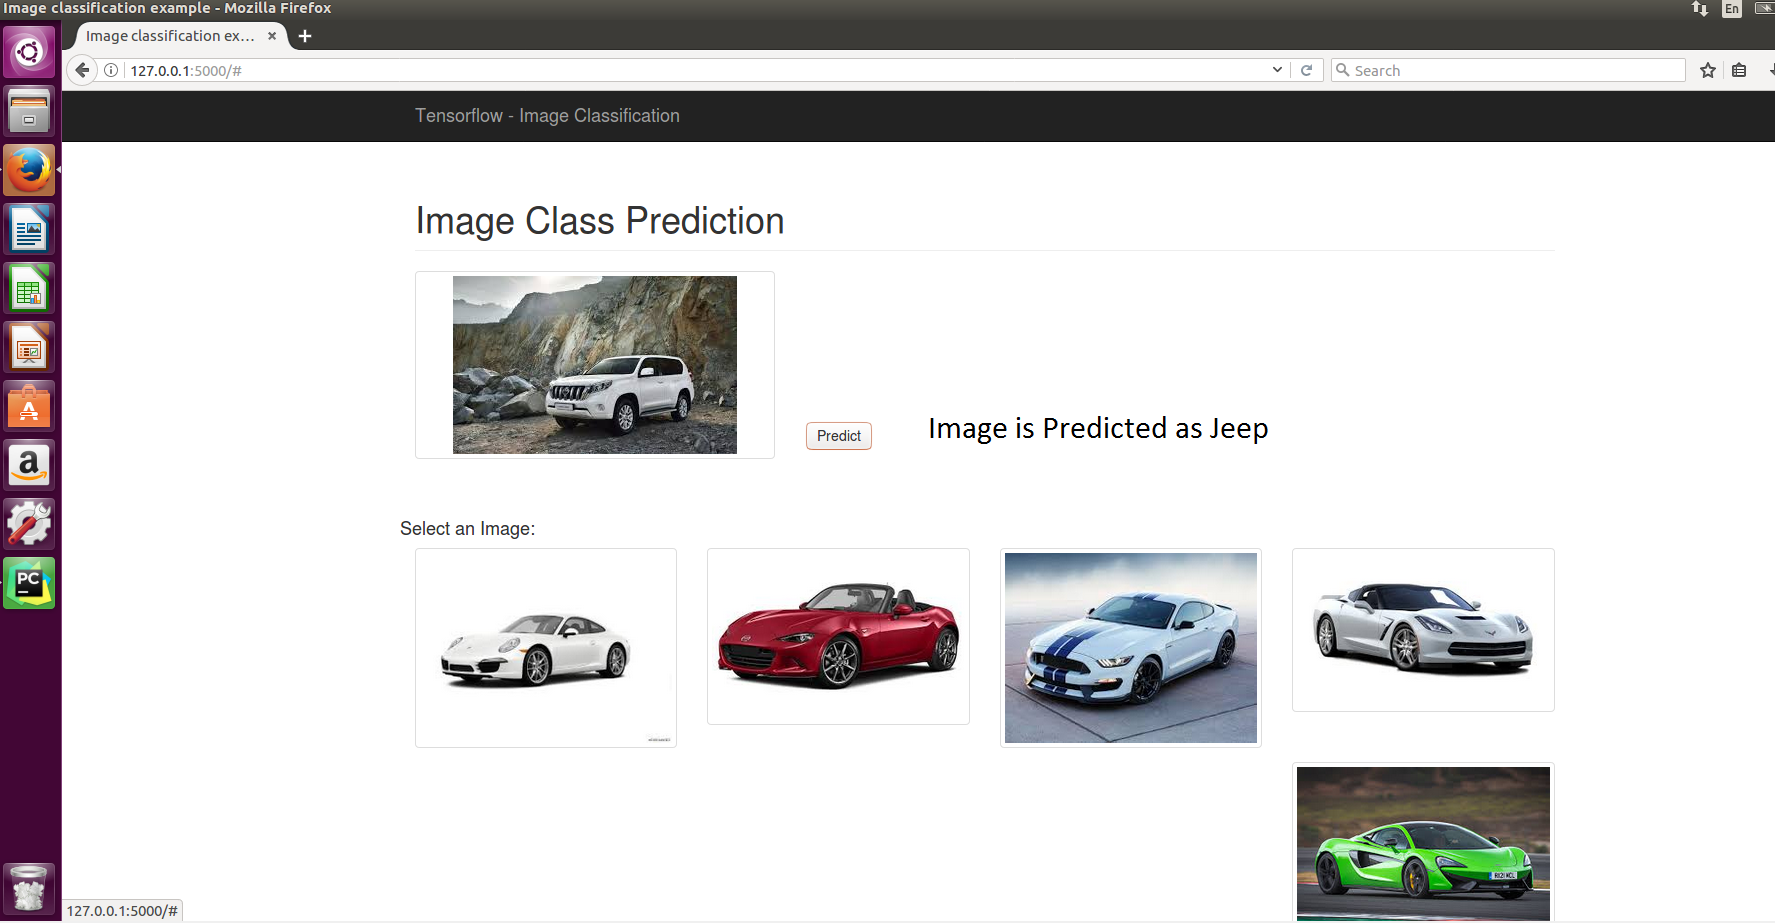 Image classification example - Mozilla Firefox
En
Image classification ex...
127.0.0.1:5000/#
Search
Tensorflow - Image Classification
Image Class Prediction
Predict
Image is Predicted as Jeep
Select an Image:
PC
127.0.0.1:5000/#